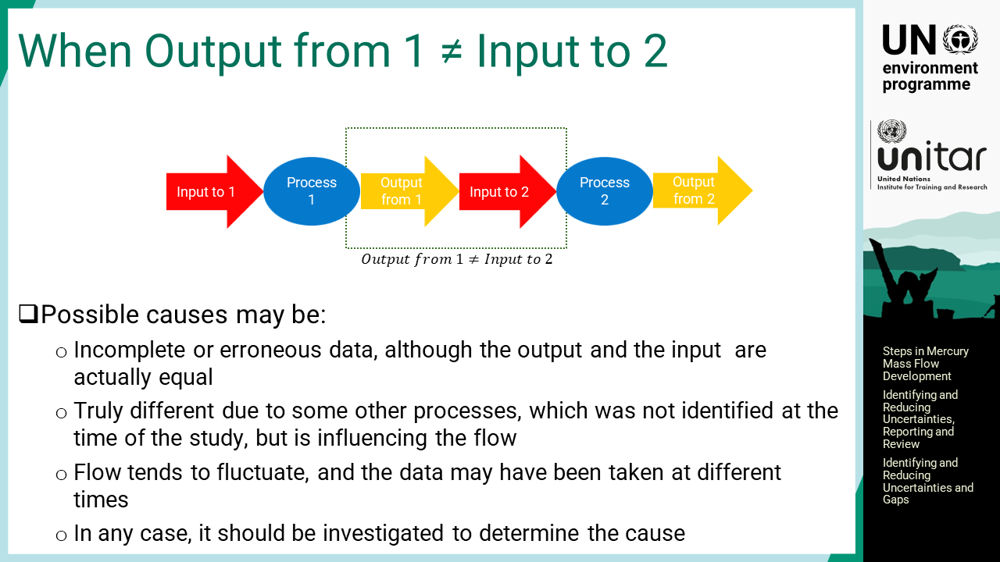 When Output from 1 ≠ Input to 2
Input to 1
Process
1
Output
from 1
Input to 2
Process
2
Output
from 2
Output from 1 ≠ Input to 2
❑Possible causes may be:
o Incomplete or erroneous data, although the output and the input are
actually equal
o Truly different due to some other processes, which was not identified at the
time of the study, but is influencing the flow
o Flow tends to fluctuate, and the data may have been taken at different
times
o In any case, it should be investigated to determine the cause
UN
environment
programme
unitar
United Nations
Institute for Training and Research
Steps in Mercury
Mass Flow
Development
Identifying and
Reducing
Uncertainties,
Reporting and
Review
Identifying and
Reducing
Uncertainties and
Gaps